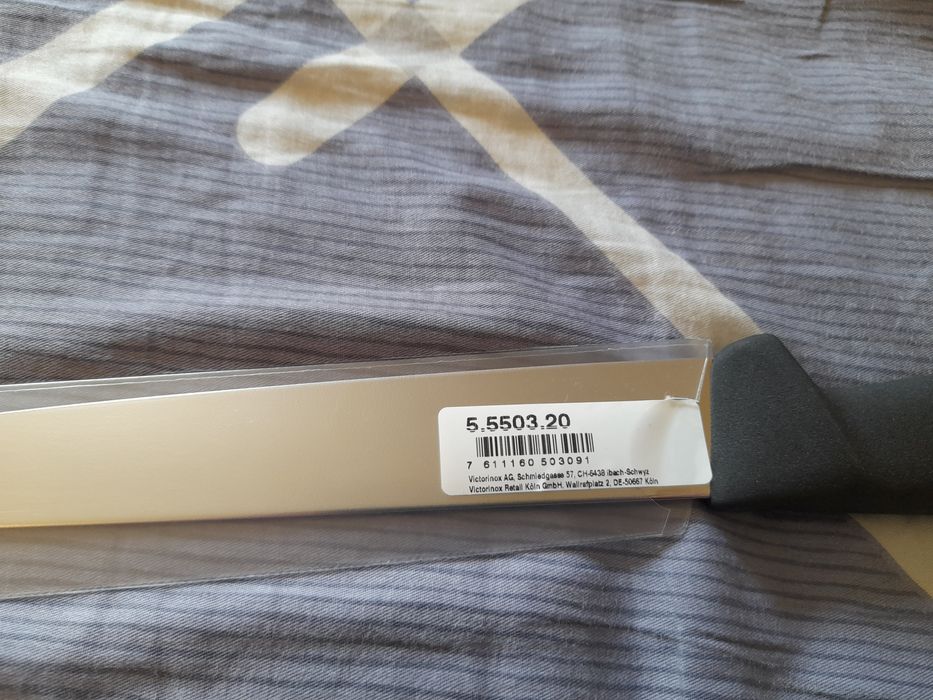 5.5503.20
7 611160 503091
Victorinox AG, Schmiedgasse 57, CH-6438 Ibach-Schwyz
Victorinox Retail Köln GmbH, Wallrafplatz 2, DE-50667 Köln